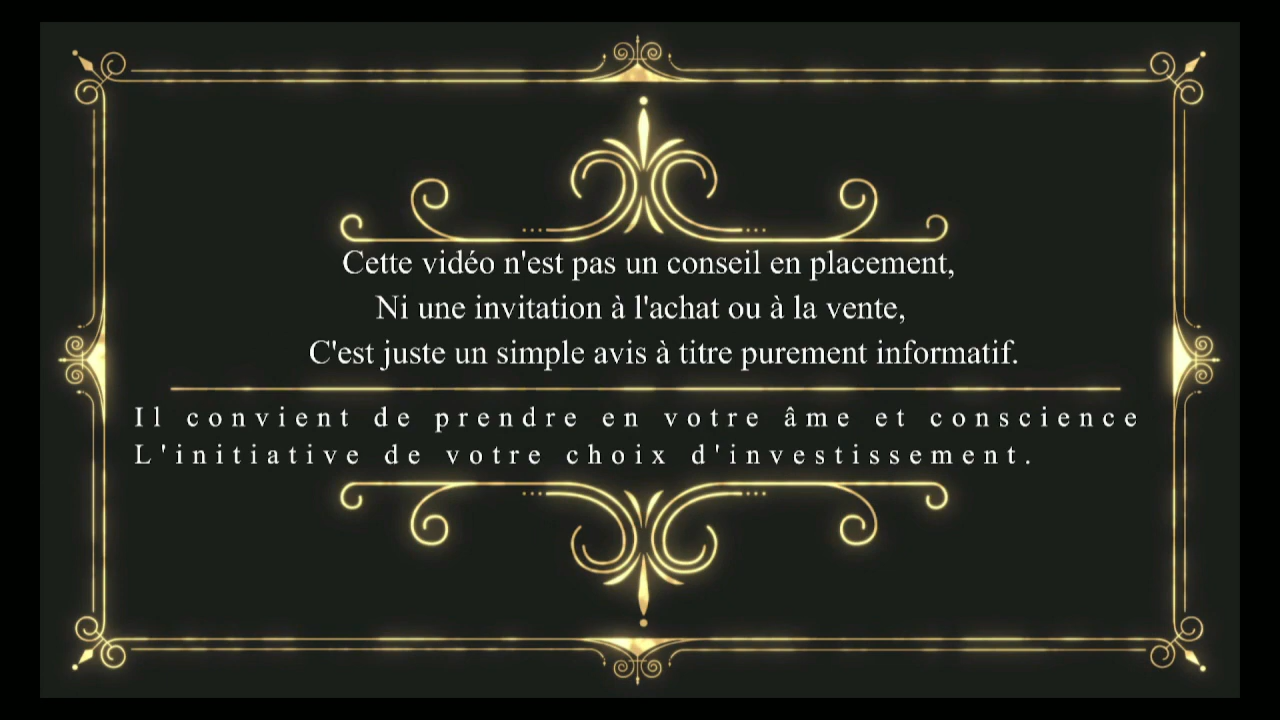 Cette vidéo n'est pas un conseil en placement,
Ni une invitation à l'achat ou à la vente,
C'est juste un simple avis à titre purement informatif.
Il convient de prendre en votre âme et conscience
L'initiative de votre choix d'investissement.